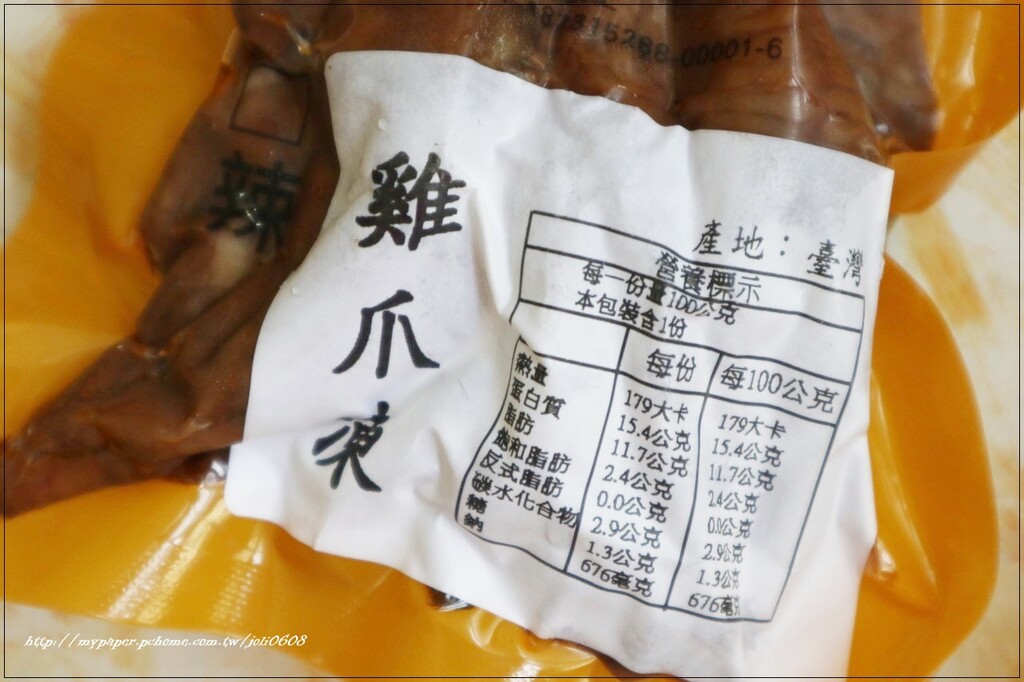 00001-6
辣
雞爪凍
產地：臺灣
營養標示
每一份量100公克
本包裝含1份
每份 每100公克
熱量 179大卡 179大卡
蛋白質 15.4公克 15.4公克
脂肪 11.7公克 11.7公克
飽和脂肪 2.4公克 2.4公克
反式脂肪 0.0公克 0.0公克
碳水化合物 2.9公克 2.9公克
糖 1.3公克 1.3公克
鈉 676毫克 676毫克
http://mypaper.pchome.com.tw/joli0608